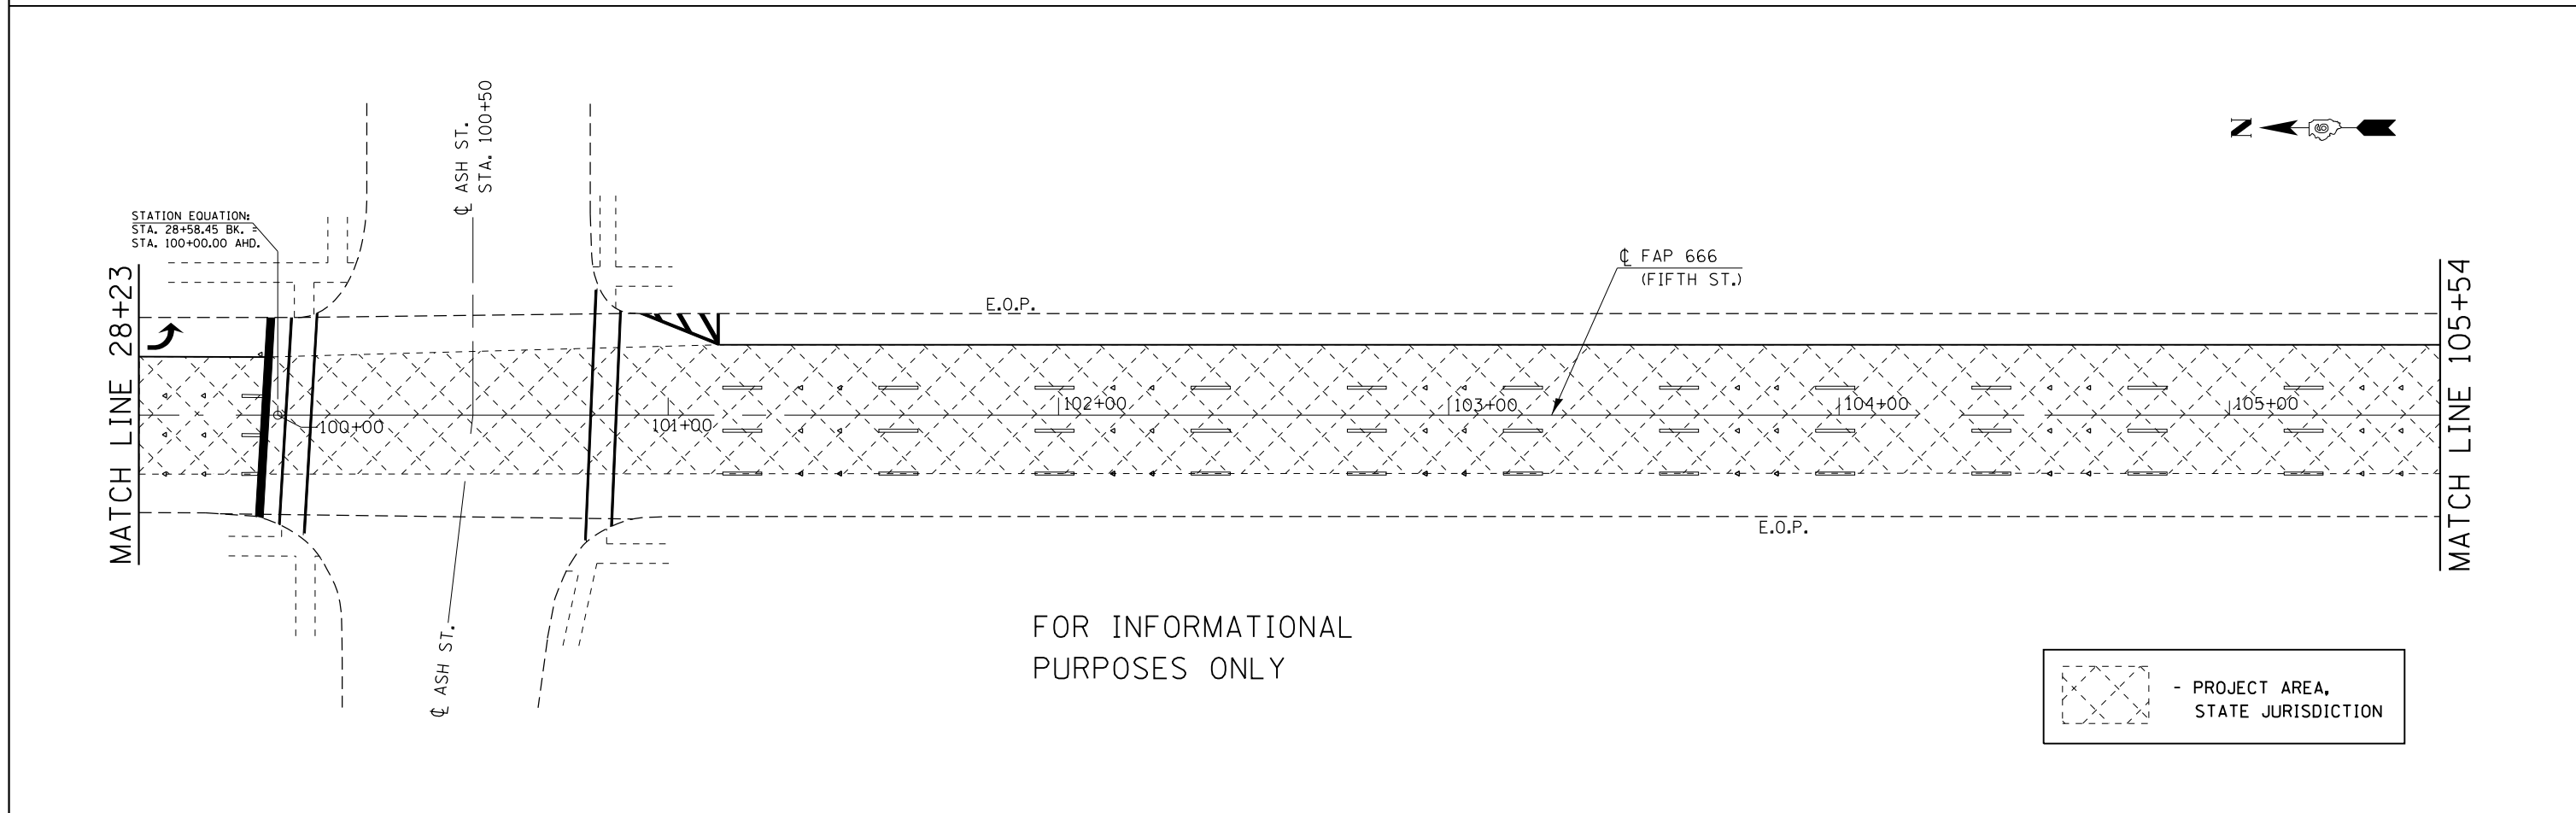 ℄ ASH ST.
STA. 100+50
N
STATION EQUATION:
STA. 28+58.45 BK. =
STA. 100+00.00 AHD.
MATCH LINE 28+23
℄ FAP 666
(FIFTH ST.)
E.O.P.
MATCH LINE 105+54
100+00
101+00
102+00
103+00
104+00
105+00
E.O.P.
℄ ASH ST.
FOR INFORMATIONAL
PURPOSES ONLY
- PROJECT AREA,
STATE JURISDICTION